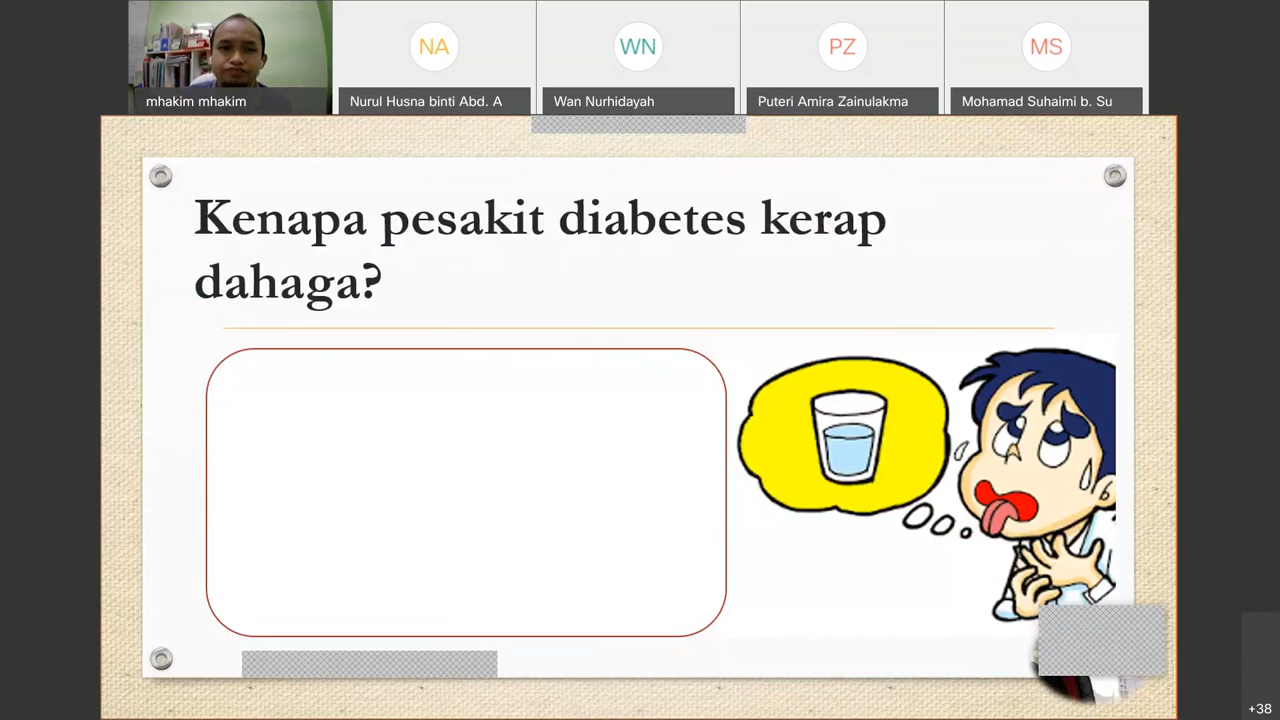 NA
WN
PZ
MS
mhakim mhakim
Nurul Husna binti Abd. A
Wan Nurhidayah
Puteri Amira Zainulakma
Mohamad Suhaimi b. Su
Kenapa pesakit diabetes kerap
dahaga?
+38